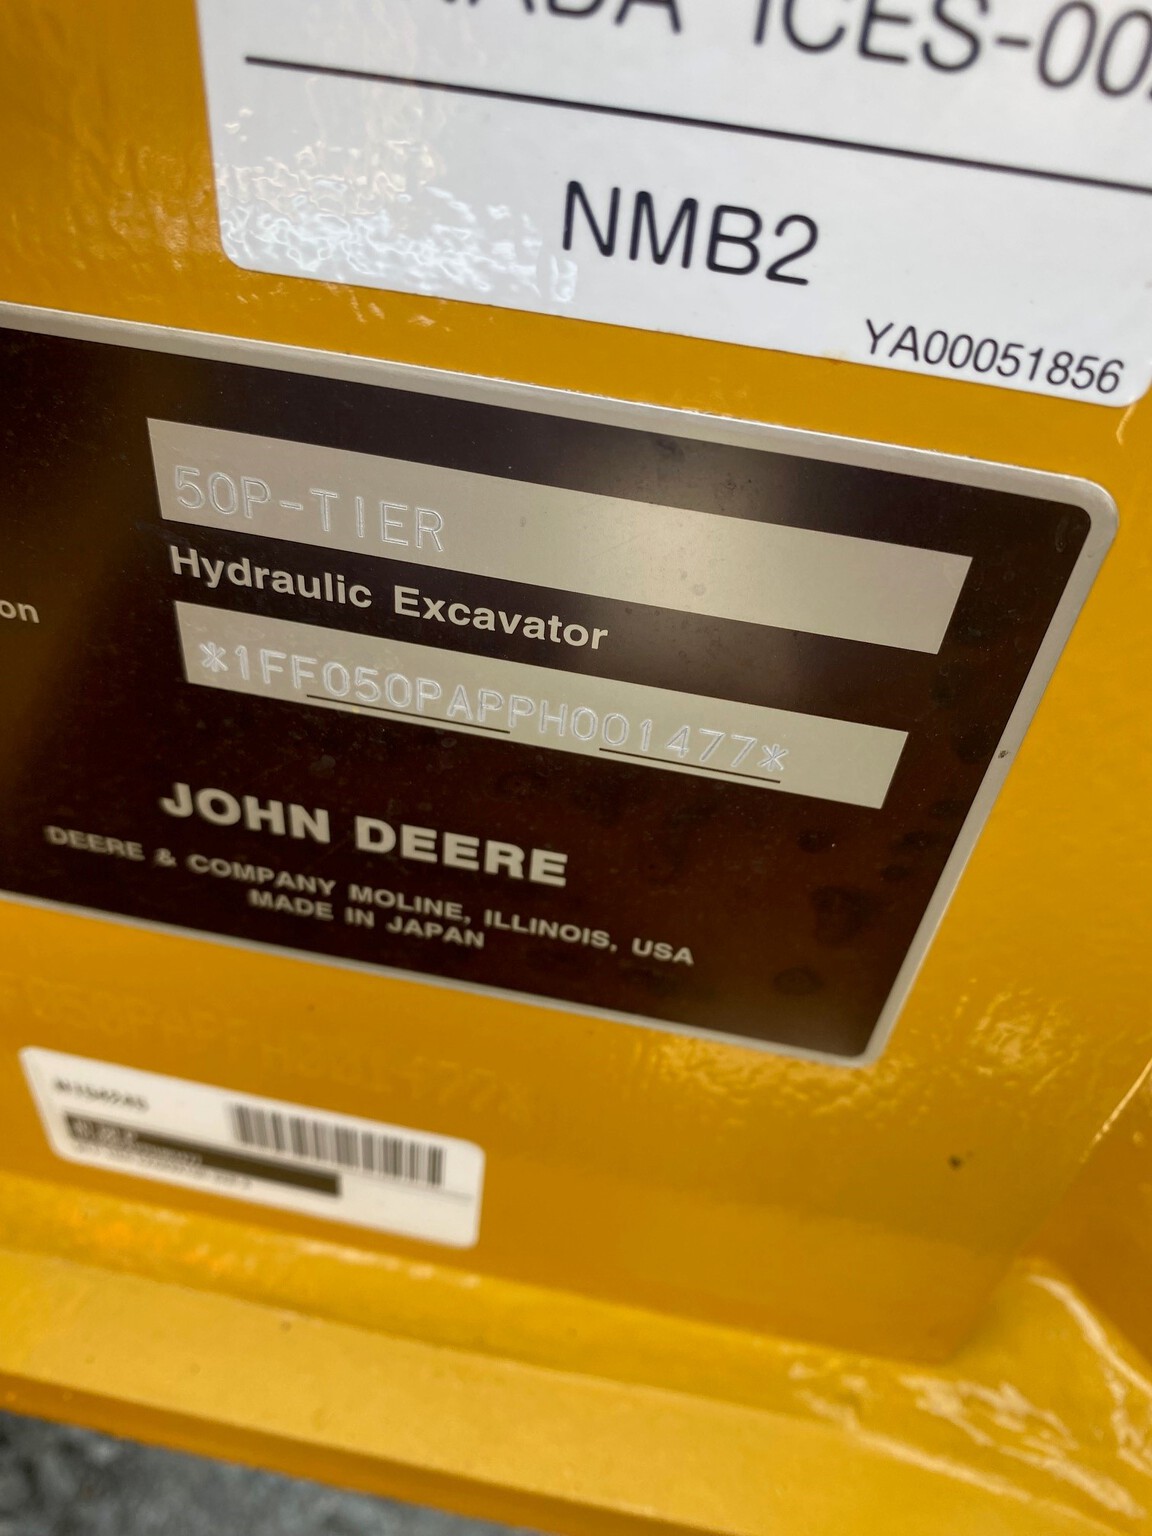 ICES-00
NMB2
YA00051856
50P-TIER
Hydraulic Excavator
on
*1FF050PAPPH001477*
JOHN DEERE
DEERE & COMPANY MOLINE, ILLINOIS, USA
MADE IN JAPAN